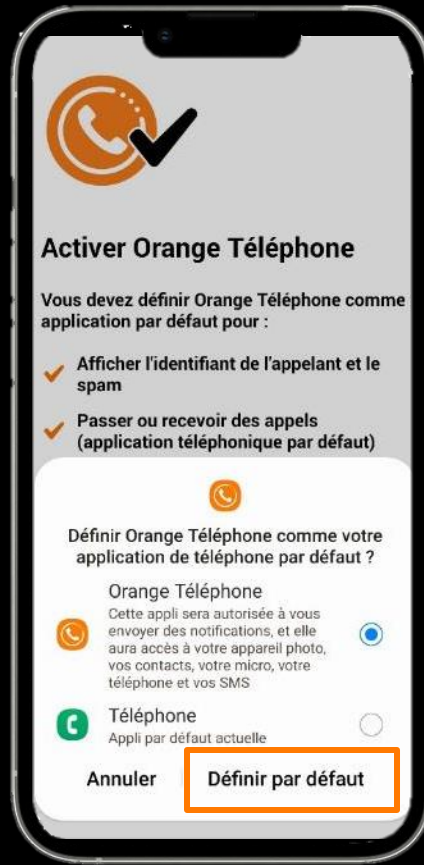 Activer Orange Téléphone
Vous devez définir Orange Téléphone comme
application par défaut pour :
Afficher l'identifiant de l'appelant et le
spam
Passer ou recevoir des appels
(application téléphonique par défaut)
Définir Orange Téléphone comme votre
application de téléphone par défaut ?
Orange Téléphone
Cette appli sera autorisée à vous
envoyer des notifications, et elle
aura accès à votre appareil photo,
vos contacts, votre micro, votre
téléphone et vos SMS
Téléphone
Appli par défaut actuelle
Annuler Définir par défaut